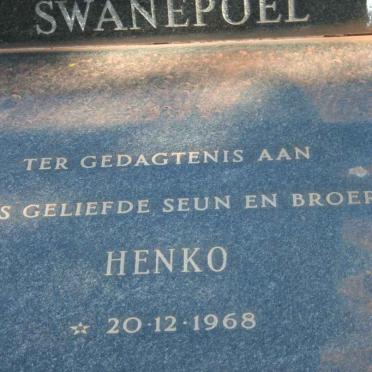 SWANEPOEL
TER GEDAGTENIS AAN
GELIEFDE SEUN EN BROER
HENKO
☆ 20·12·1968